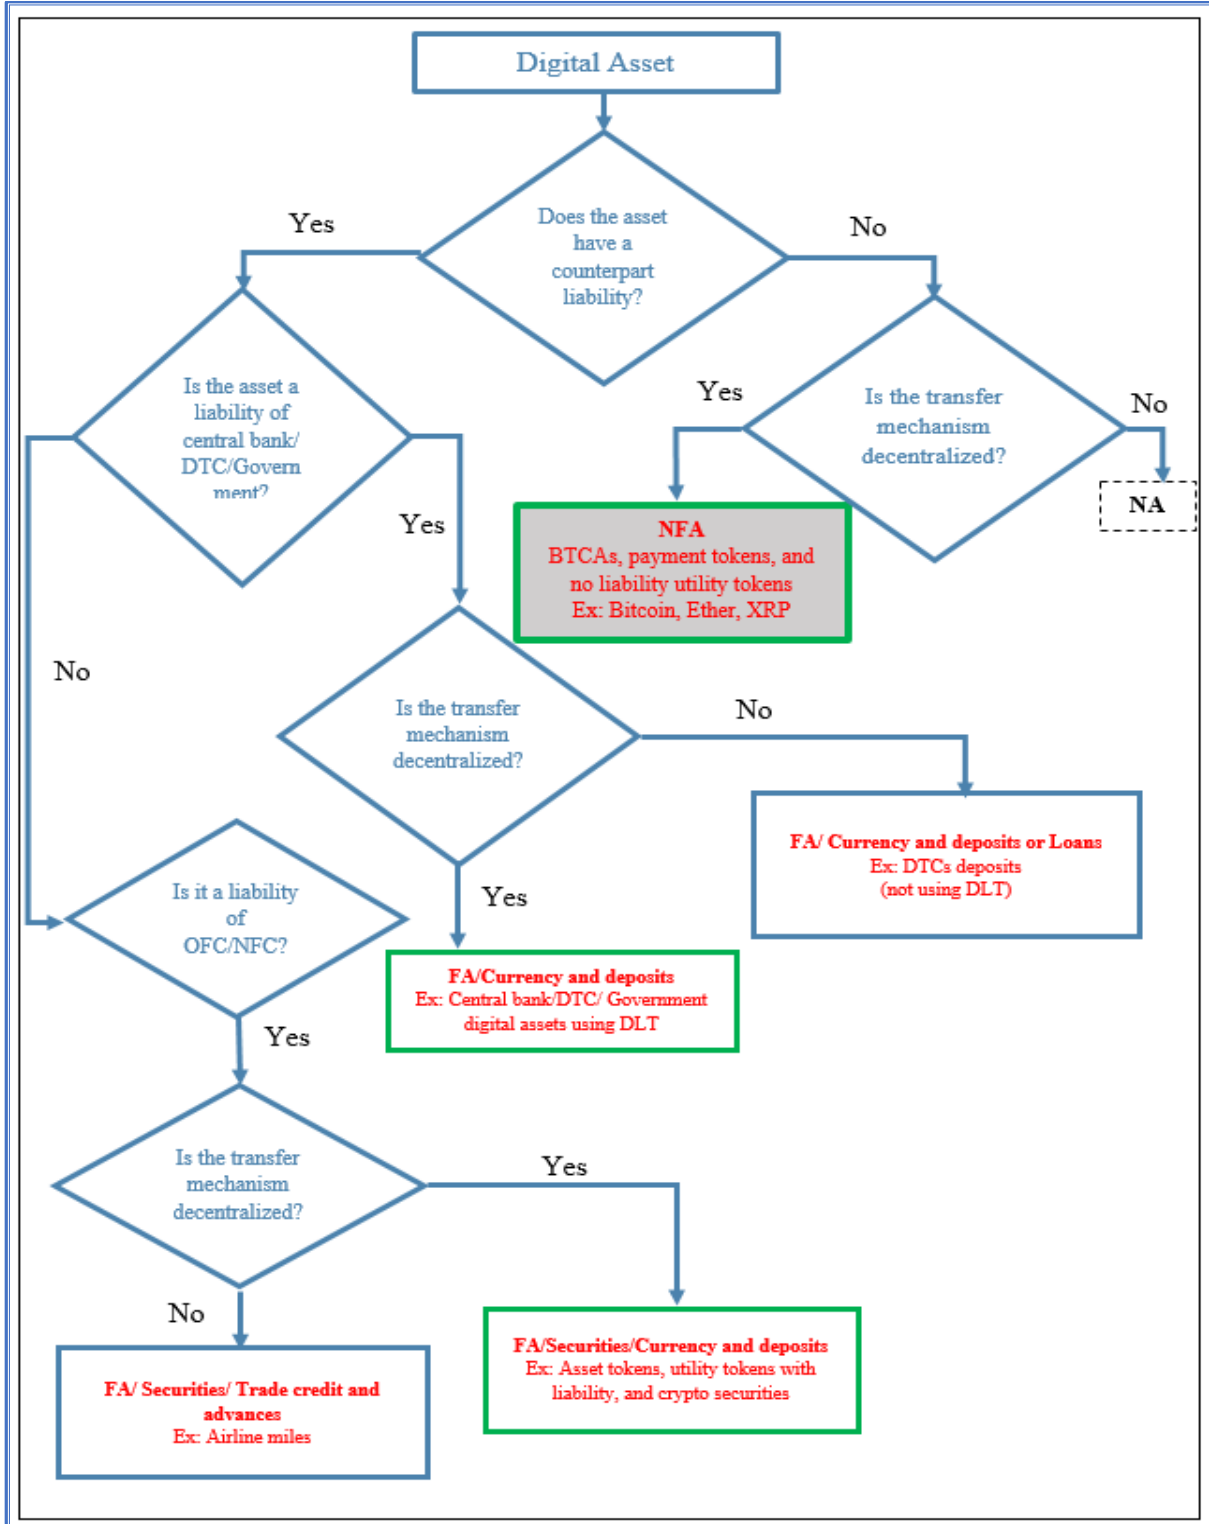 Digital Asset
Does the asset
have a
counterpart
liability?
Yes
No
Is the asset a
liability of
central bank/
DTC/Govern
ment?
Is the transfer
mechanism
decentralized?
Yes
No
NA
NFA
BTCAs, payment tokens, and
no liability utility tokens
Ex: Bitcoin, Ether, XRP
Yes
No
Is the transfer
mechanism
decentralized?
No
FA/ Currency and deposits or Loans
Ex: DTCs deposits
(not using DLT)
Yes
FA/Currency and deposits
Ex: Central bank/DTC/ Government
digital assets using DLT
Is it a liability
of
OFC/NFC?
Yes
Is the transfer
mechanism
decentralized?
Yes
No
FA/Securities/Currency and deposits
Ex: Asset tokens, utility tokens with
liability, and crypto securities
FA/ Securities/ Trade credit and
advances
Ex: Airline miles